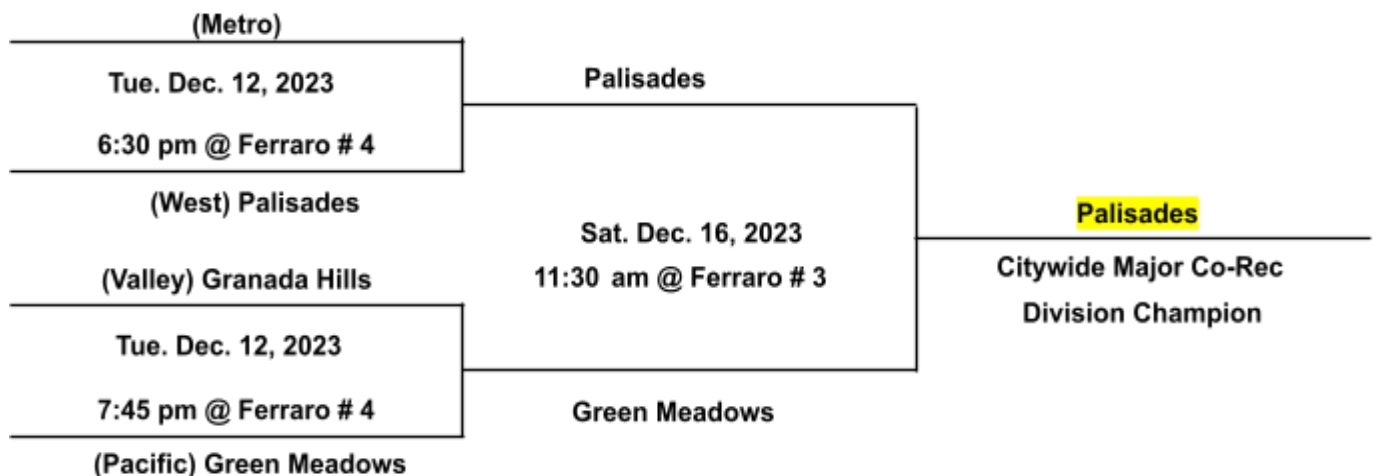 (Metro)
Tue. Dec. 12, 2023
6:30 pm @ Ferraro # 4
(West) Palisades
(Valley) Granada Hills
Tue. Dec. 12, 2023
7:45 pm @ Ferraro # 4
(Pacific) Green Meadows
Palisades
Sat. Dec. 16, 2023
11:30 am @ Ferraro # 3
Green Meadows
Palisades
Citywide Major Co-Rec
Division Champion